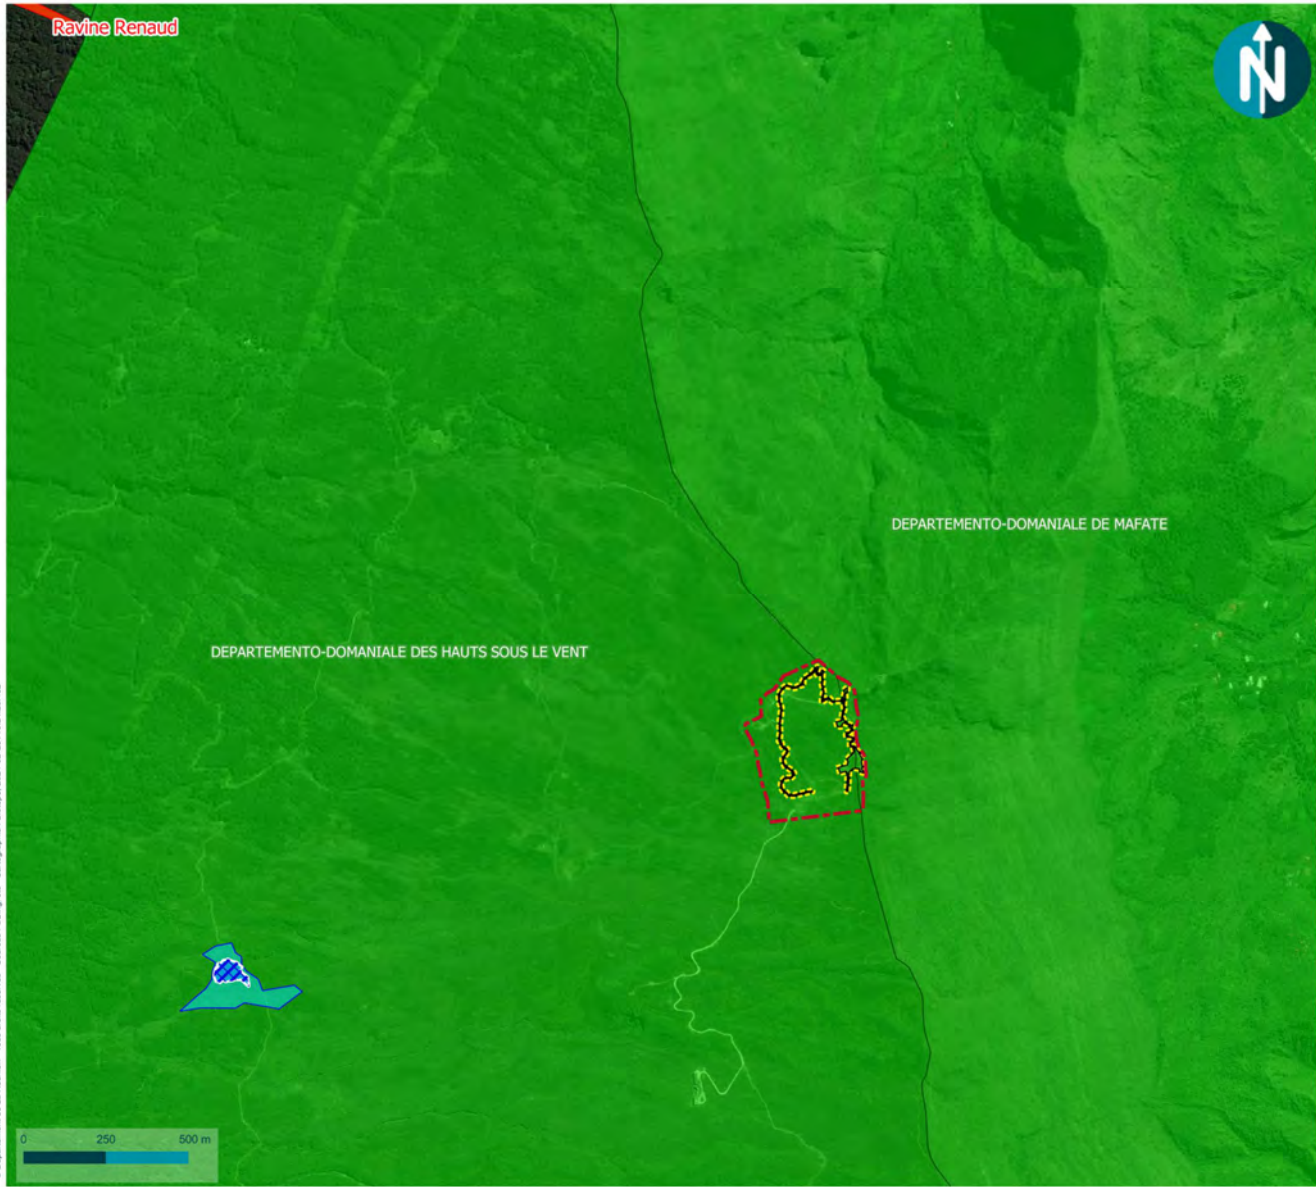 Ravine Renaud
N
DEPARTEMENTO-DOMANIALE DE MAFATE
DEPARTEMENTO-DOMANIALE DES HAUTS SOUS LE VENT
0 250 500 m